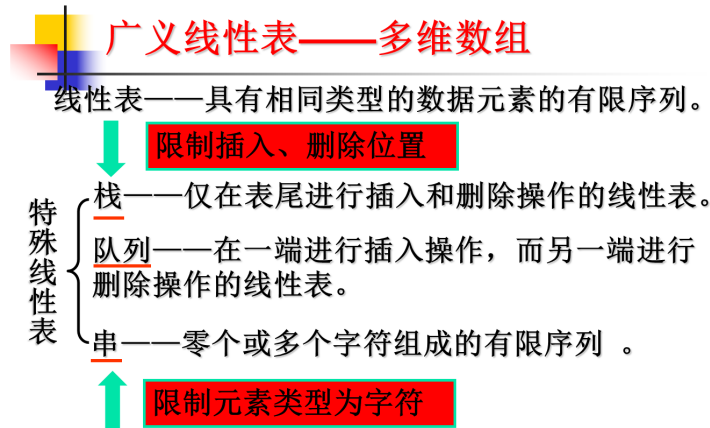 广义线性表——多维数组
线性表——具有相同类型的数据元素的有限序列。
限制插入、删除位置
栈——仅在表尾进行插入和删除操作的线性表。
队列——在一端进行插入操作，而另一端进行
删除操作的线性表。
特殊线性表
串——零个或多个字符组成的有限序列 。
限制元素类型为字符